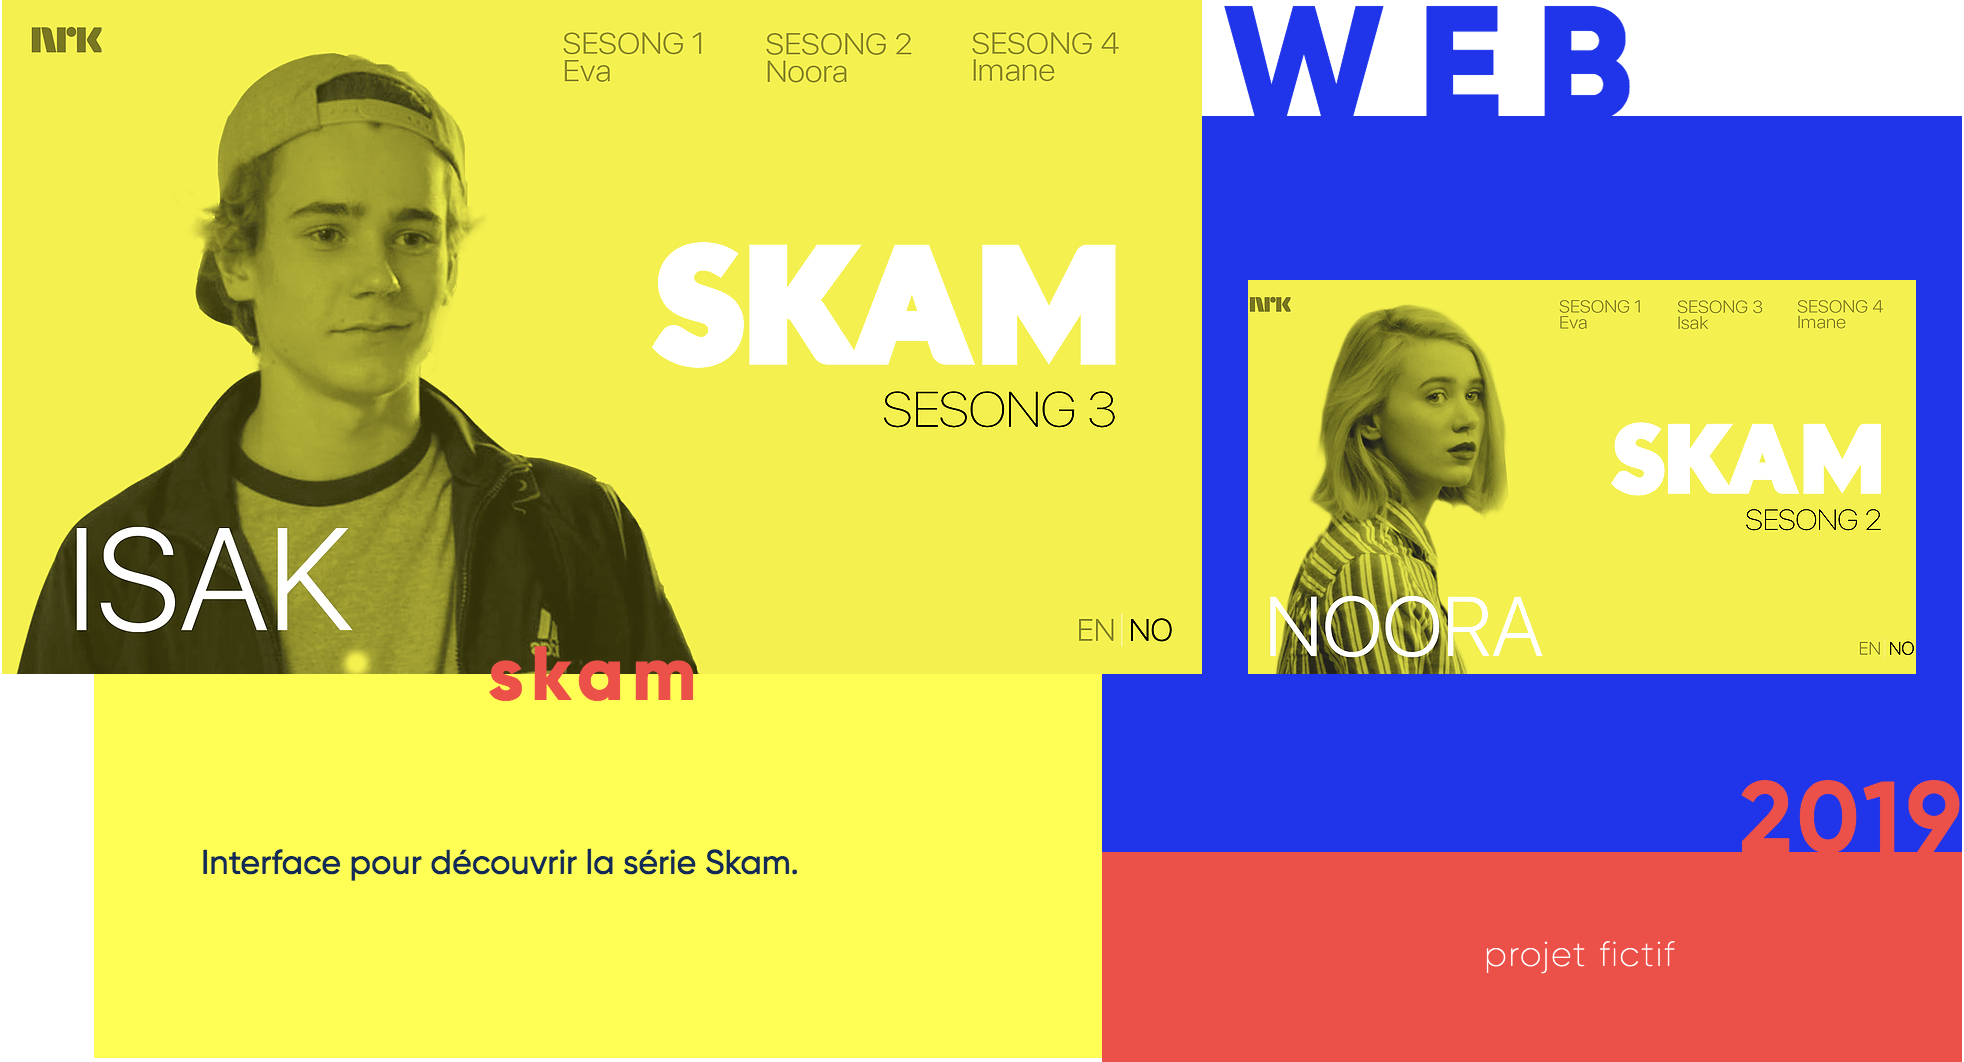 nrk
SESONG 1
Eva
SESONG 2
Noora
SESONG 4
Imane
SKAM
SESONG 3
ISAK
EN | NO
WEB
nrk
SESONG 1
Eva
SESONG 3
Isak
SESONG 4
Imane
SKAM
SESONG 2
NOORA
EN | NO
skam
Interface pour découvrir la série Skam.
2019
projet fictif